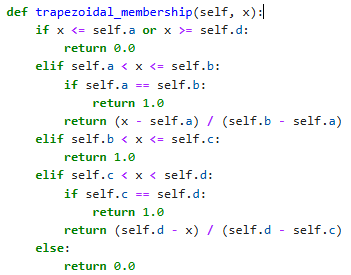 def trapezoidal_membership(self, x):
    if x <= self.a or x >= self.d:
        return 0.0
    elif self.a < x <= self.b:
        if self.a == self.b:
            return 1.0
        return (x - self.a) / (self.b - self.a)
    elif self.b < x <= self.c:
        return 1.0
    elif self.c < x < self.d:
        if self.c == self.d:
            return 1.0
        return (self.d - x) / (self.d - self.c)
    else:
        return 0.0